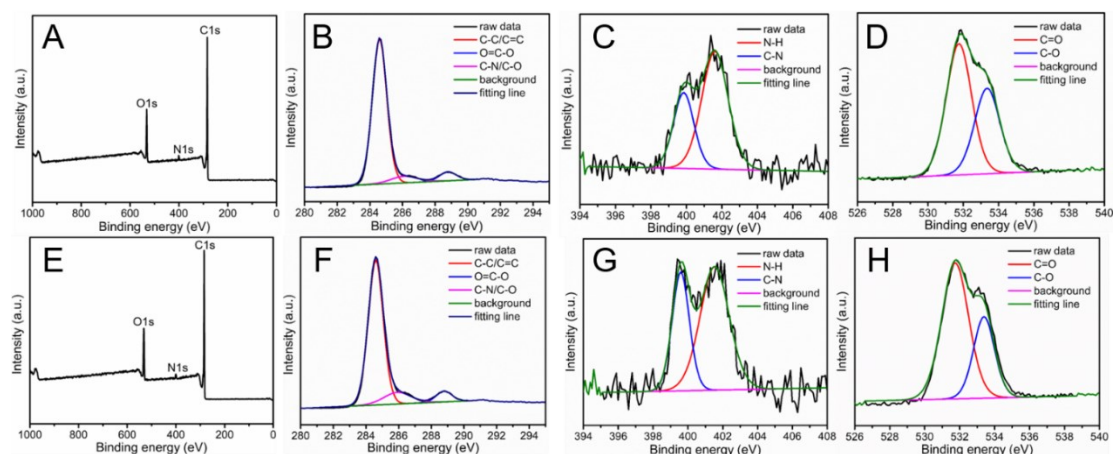 A
C1s
O1s
N1s
1000 800 600 400 200 0
Binding energy (eV)
Intensity (a.u.)
B
raw data
C-C/C=C
O=C-O
C-N/C-O
background
fitting line
280 282 284 286 288 290 292 294
Binding energy (eV)
Intensity (a.u.)
C
raw data
N-H
C-N
background
fitting line
394 396 398 400 402 404 406 408
Binding energy (eV)
Intensity (a.u.)
D
raw data
C=O
C-O
background
fitting line
526 528 530 532 534 536 538 540
Binding energy (eV)
Intensity (a.u.)
E
C1s
O1s
N1s
1000 800 600 400 200 0
Binding energy (eV)
Intensity (a.u.)
F
raw data
C-C/C=C
O=C-O
C-N/C-O
background
fitting line
280 282 284 286 288 290 292 294
Binding energy (eV)
Intensity (a.u.)
G
raw data
N-H
C-N
background
fitting line
394 396 398 400 402 404 406 408
Binding energy (eV)
Intensity (a.u.)
H
raw data
C=O
C-O
background
fitting line
526 528 530 532 534 536 538 540
Binding energy (eV)
Intensity (a.u.)